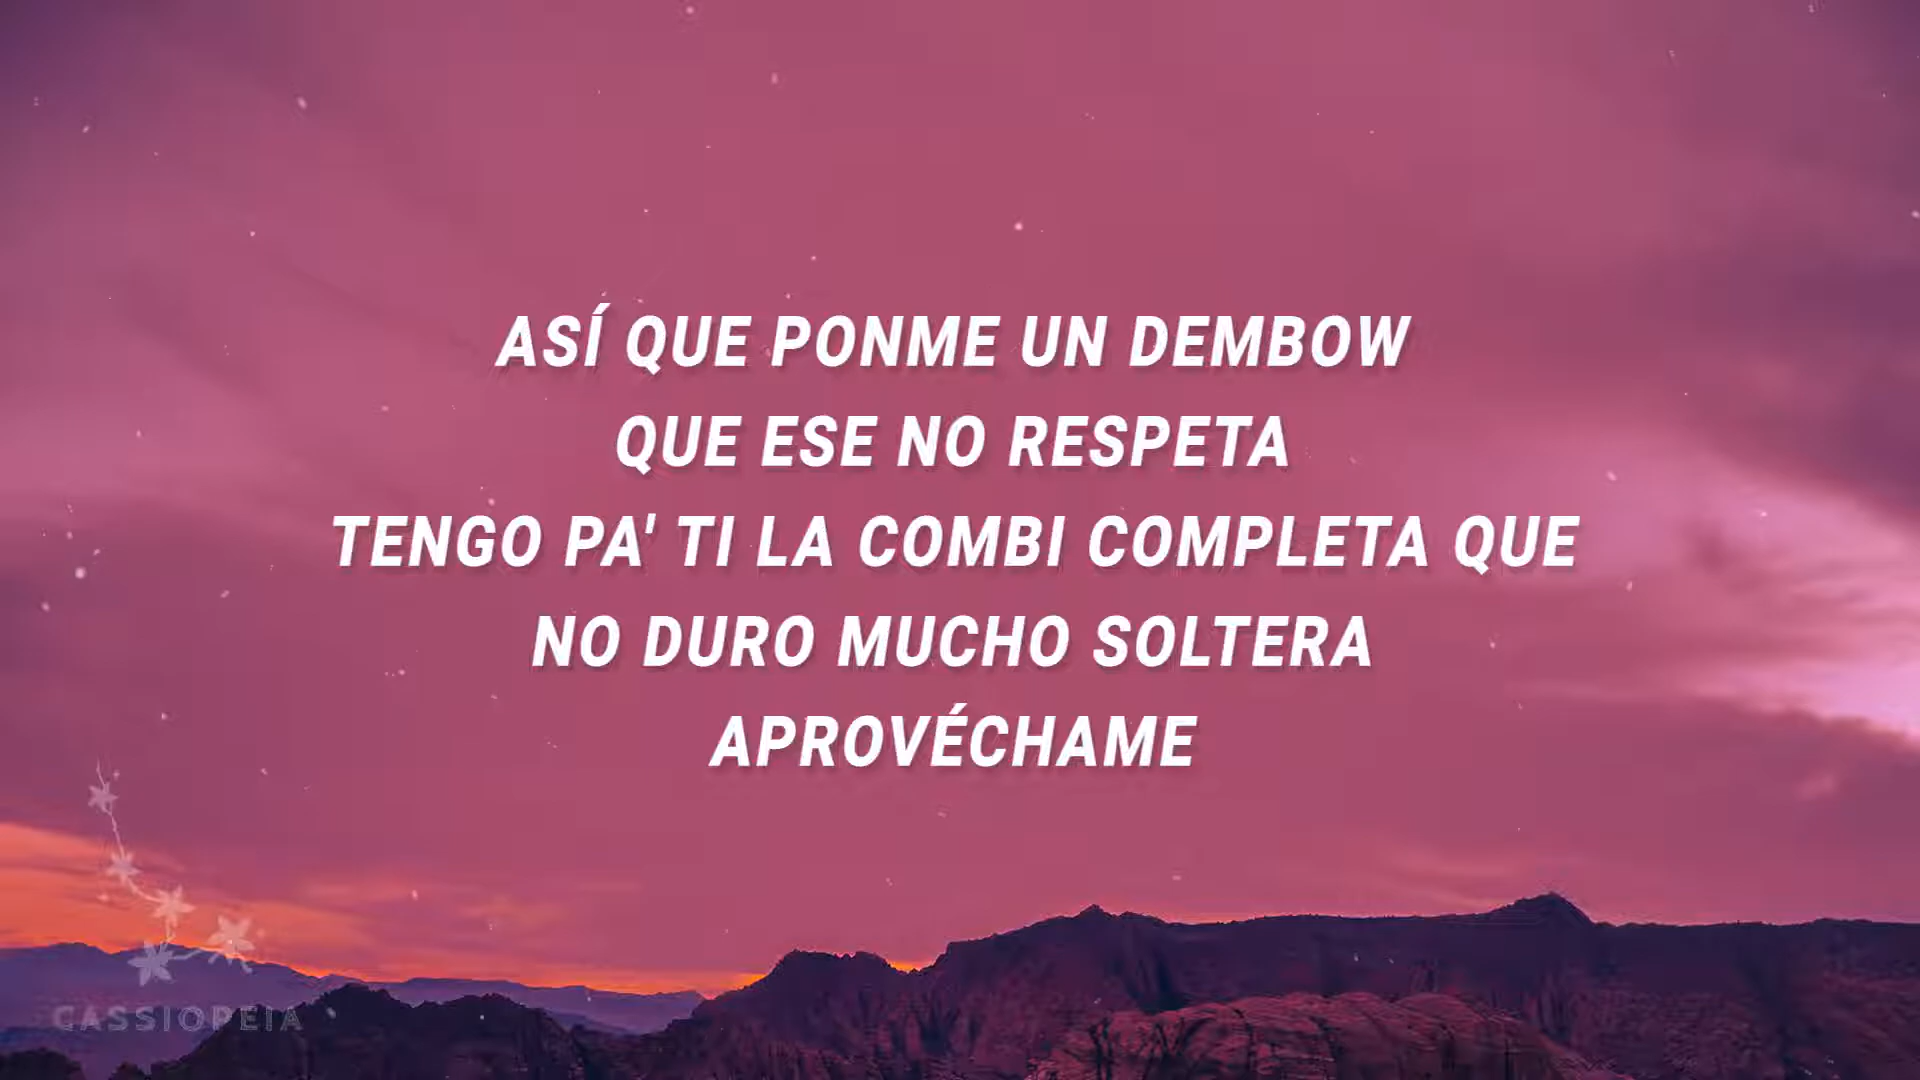 ASÍ QUE PONME UN DEMBOW
QUE ESE NO RESPETA
TENGO PA' TI LA COMBI COMPLETA QUE
NO DURO MUCHO SOLTERA
APROVÉCHAME
CASSIOPEIA